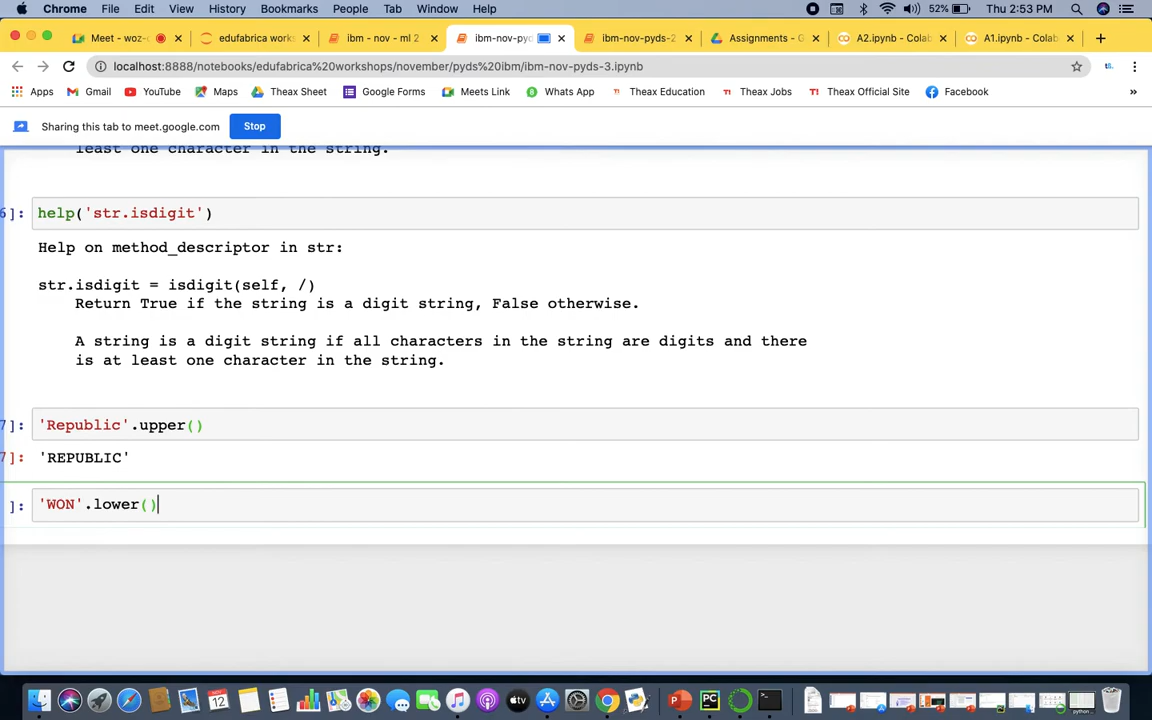 Chrome File Edit View History Bookmarks People Tab Window Help 52% Thu 2:53 PM
Meet - woz- edufabrica works ibm - nov - ml 2 ibm-nov-pyd ibm-nov-pyds-2 Assignments - G A2.ipynb - Colab A1.ipynb - Colab
localhost:8888/notebooks/edufabrica%20workshops/november/pyds%20ibm/ibm-nov-pyds-3.ipynb
Apps Gmail YouTube Maps Theax Sheet Google Forms Meets Link Whats App Theax Education Theax Jobs Theax Official Site Facebook »
Sharing this tab to meet.google.com Stop
least one character in the string.
6]: help('str.isdigit')
Help on method_descriptor in str:
str.isdigit = isdigit(self, /)
Return True if the string is a digit string, False otherwise.
A string is a digit string if all characters in the string are digits and there
is at least one character in the string.
7]: 'Republic'.upper()
7]: 'REPUBLIC'
]: 'WON'.lower()